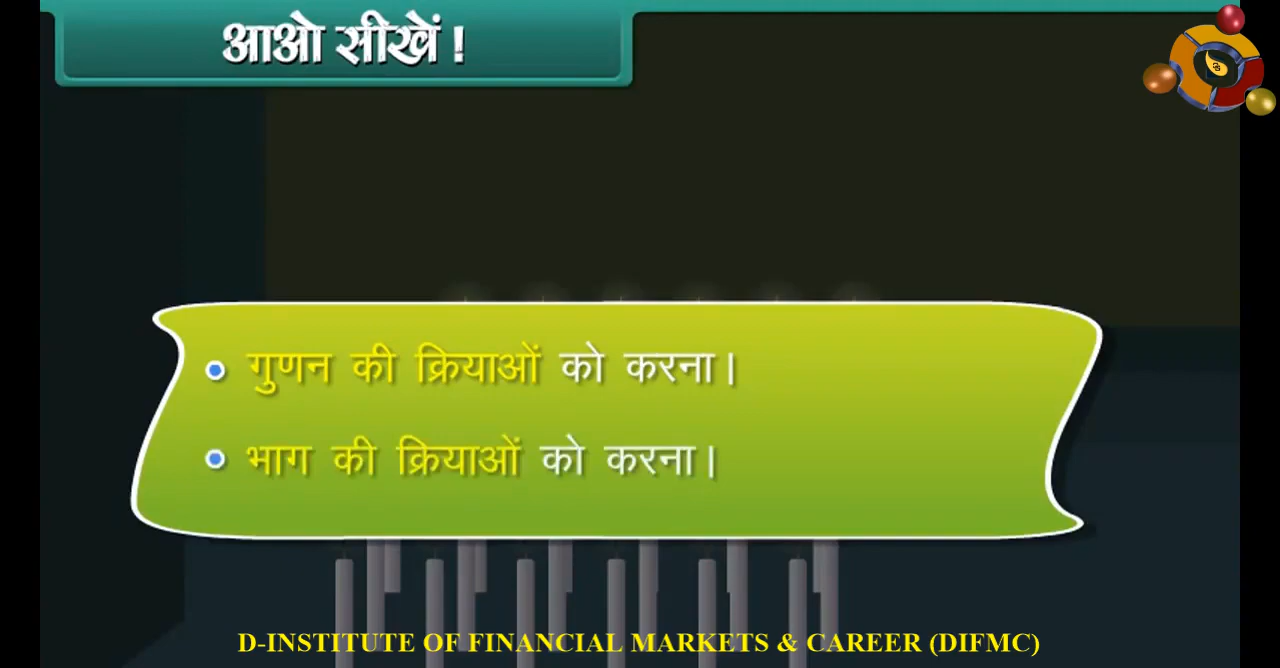 आओ सीखें !
गुणन की क्रियाओं को करना।
भाग की क्रियाओं को करना।
D-INSTITUTE OF FINANCIAL MARKETS & CAREER (DIFMC)